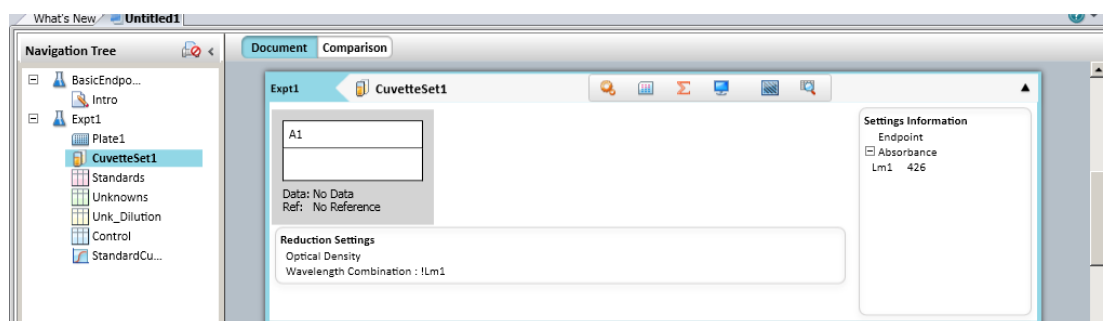 What's New
Untitled1
Navigation Tree
Document
Comparison
BasicEndpo...
Intro
Expt1
Plate1
CuvetteSet1
Standards
Unknowns
Unk_Dilution
Control
StandardCu...
Expt1
CuvetteSet1
A1
Data: No Data
Ref: No Reference
Reduction Settings
Optical Density
Wavelength Combination : !Lm1
Settings Information
Endpoint
Absorbance
Lm1 426